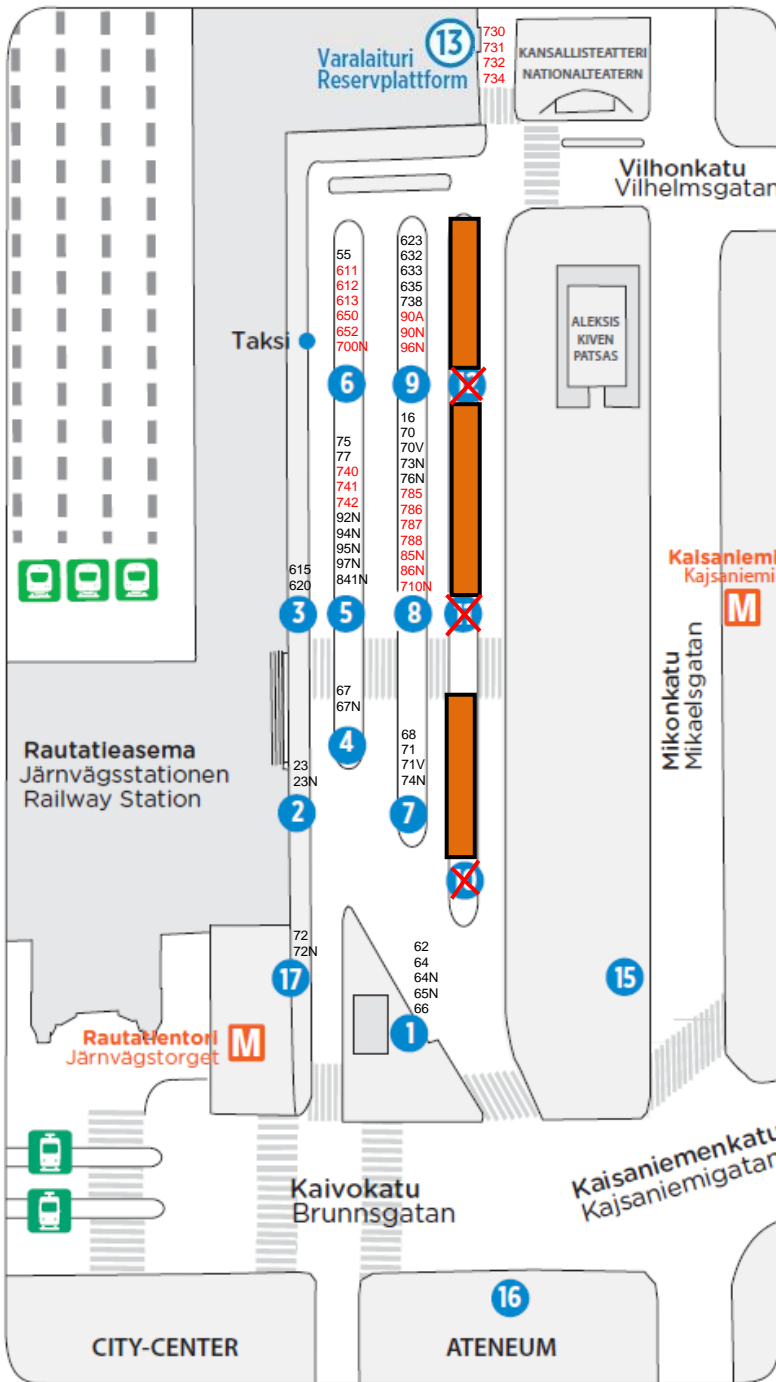 13
730
731
732
734
Varalaituri
Reservplattform
KANSALLISTEATTERI
NATIONALTEATERN
Vilhonkatu
Vilhelmsgatan
55
611
612
613
650
652
700N
6
623
632
633
635
738
90A
90N
96N
9
12
Taksi
ALEKSIS
KIVEN
PATSAS
75
77
740
741
742
92N
94N
95N
97N
841N
5
16
70
70V
73N
76N
785
786
787
788
85N
86N
710N
8
11
615
620
3
Kaisaniemi
Kajsaniemi
M
Mikonkatu
Mikaelsgatan
67
67N
4
68
71
71V
74N
7
10
Rautatieasema
Järnvägsstationen
Railway Station
23
23N
2
72
72N
17
62
64
64N
65N
66
1
15
Rautatientori
Järnvägstorget
M
Kaivokatu
Brunnsgatan
Kaisaniemenkatu
Kajsaniemigatan
16
CITY-CENTER
ATENEUM